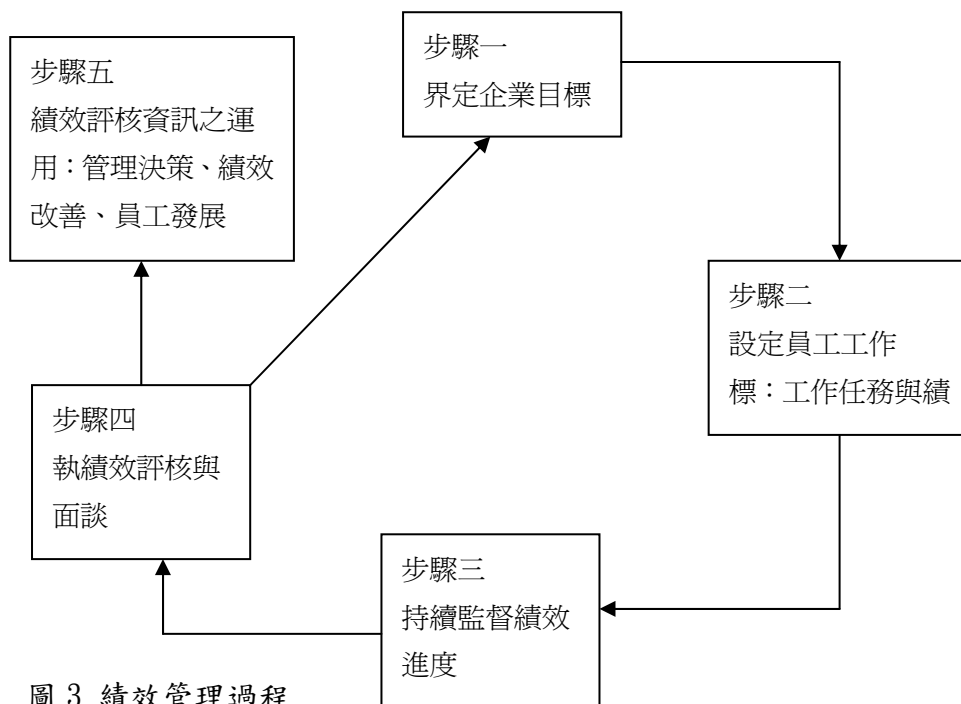 步驟一
界定企業目標
步驟二
設定員工工作
標：工作任務與績
步驟三
持續監督績效
進度
步驟四
執績效評核與
面談
步驟五
績效評核資訊之運
用：管理決策、績效
改善、員工發展
圖 3 績效管理過程